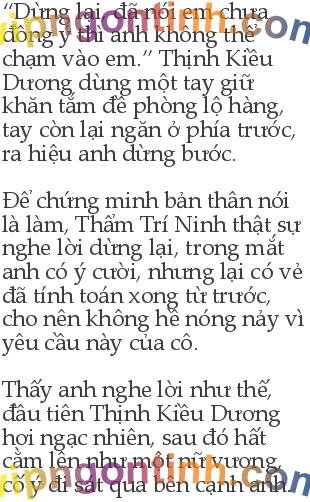 “Dừng lại, đã nói em chưa
đồng ý thì anh không thể
chạm vào em.” Thịnh Kiều
Dương dùng một tay giữ
khăn tắm để phòng lộ hàng,
tay còn lại ngăn ở phía trước,
ra hiệu anh dừng bước.
Để chứng minh bản thân nói
là làm, Thẩm Trí Ninh thật sự
nghe lời dừng lại, trong mắt
anh có ý cười, nhưng lại có vẻ
đã tính toán xong từ trước,
cho nên không hề nóng nảy vì
yêu cầu này của cô.
Thấy anh nghe lời như thế,
đầu tiên Thịnh Kiều Dương
hơi ngạc nhiên, sau đó hất
cằm lên như một nữ vương,
cố ý đi sát qua bên cạnh anh.
vipngontinh.com
vipngontinh.com